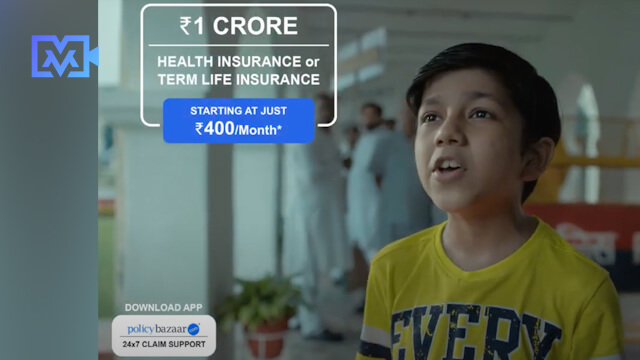 ₹1 CRORE
HEALTH INSURANCE or
TERM LIFE INSURANCE
STARTING AT JUST
₹400/Month*
DOWNLOAD APP
policybazaar
24x7 CLAIM SUPPORT
EVERY